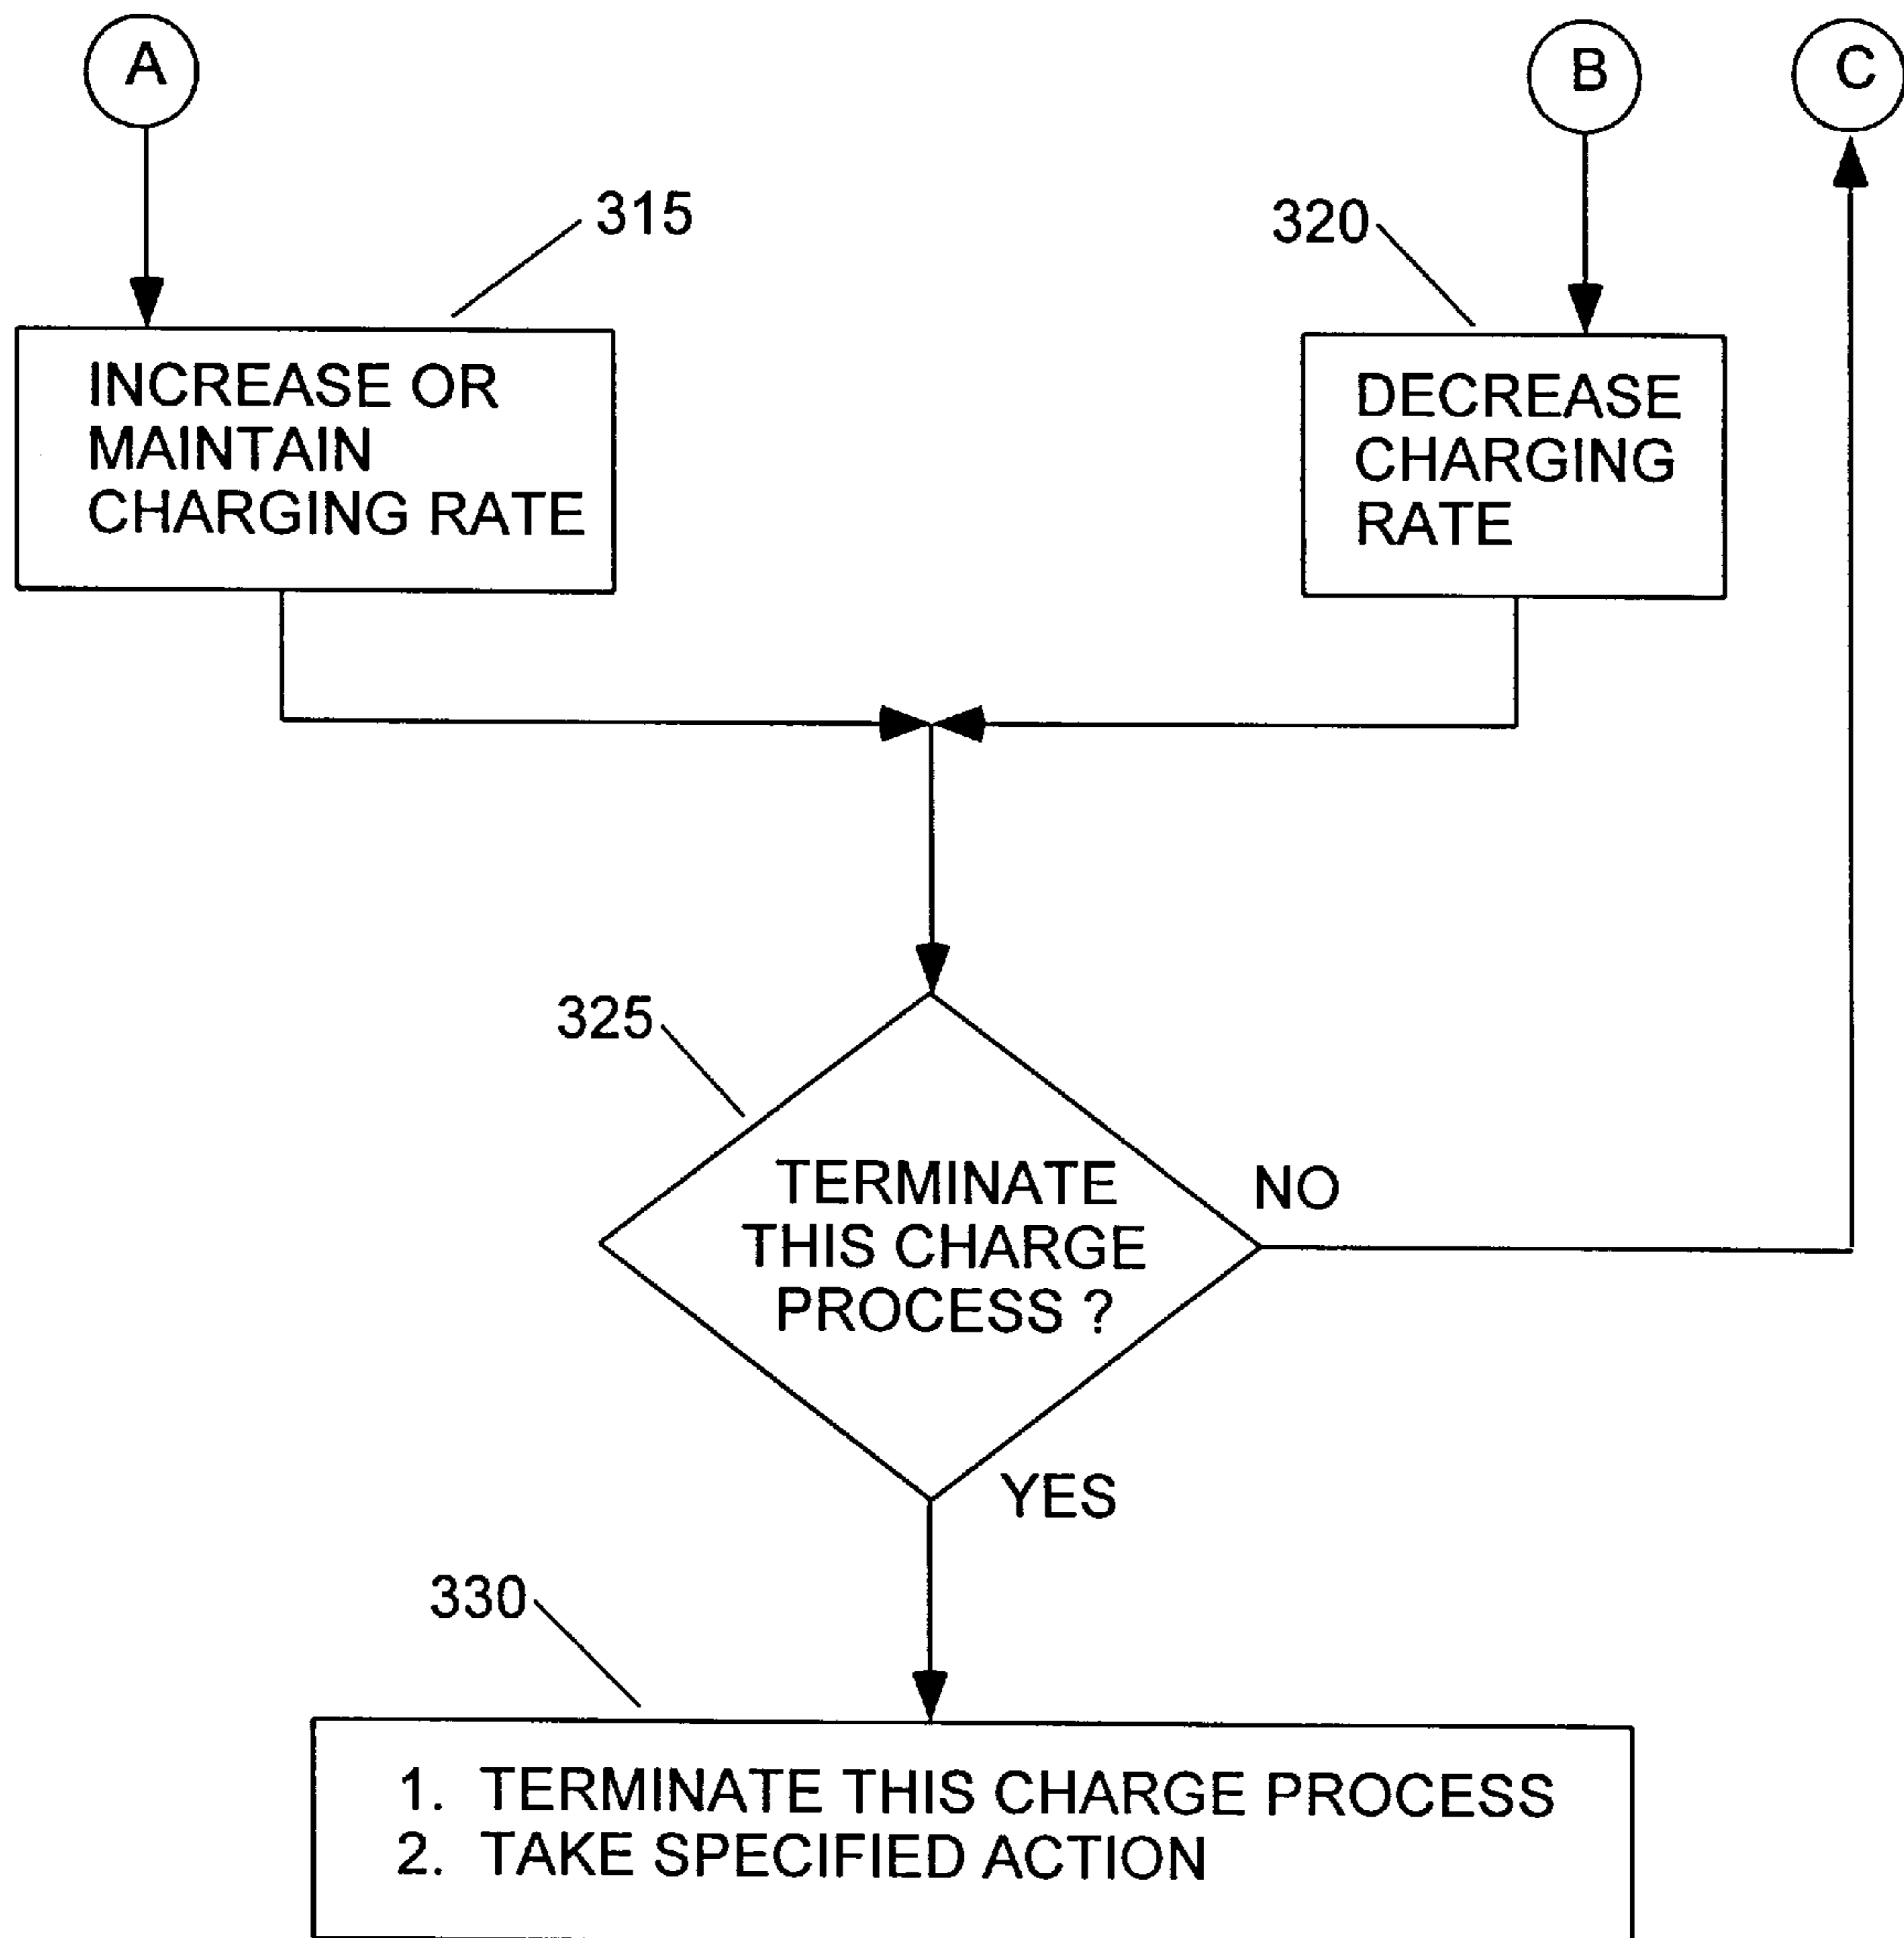 A
B
C
315
320
INCREASE OR
MAINTAIN
CHARGING RATE
DECREASE
CHARGING
RATE
325
TERMINATE
THIS CHARGE
PROCESS ?
NO
YES
330
1. TERMINATE THIS CHARGE PROCESS
2. TAKE SPECIFIED ACTION